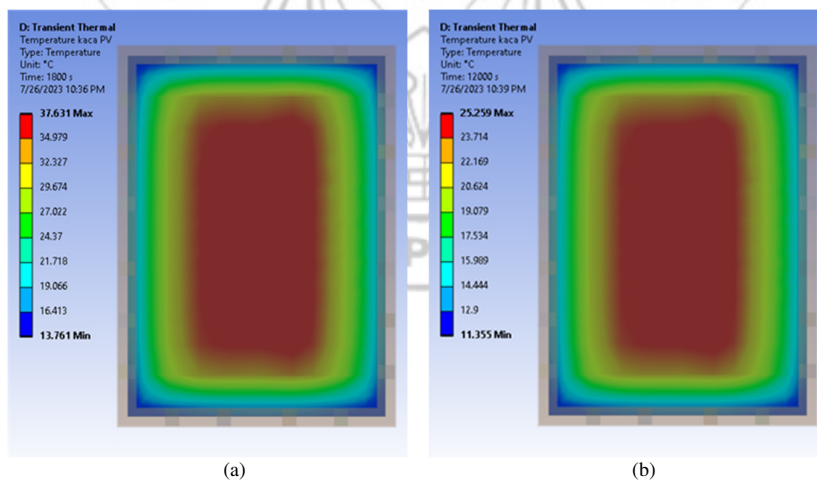 D: Transient Thermal
Temperature kaca PV
Type: Temperature
Unit: °C
Time: 1800 s
7/26/2023 10:36 PM
37.631 Max
34.979
32.327
29.674
27.022
24.37
21.718
19.066
16.413
13.761 Min
(a)
D: Transient Thermal
Temperature kaca PV
Type: Temperature
Unit: °C
Time: 12000 s
7/26/2023 10:39 PM
25.259 Max
23.714
22.169
20.624
19.079
17.534
15.989
14.444
12.9
11.355 Min
(b)